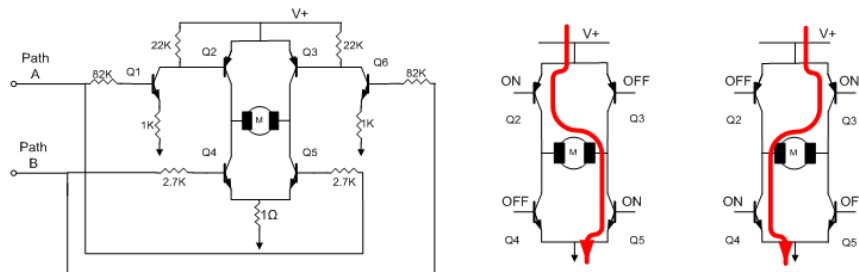 V+
22K
Q2
Q3
22K
Path
A
82K
Q1
Q6
82K
1K
M
1K
Path
B
Q4
Q5
2.7K
2.7K
1Ω
V+
ON
OFF
Q2
Q3
M
OFF
ON
Q4
Q5
V+
OFF
ON
Q2
Q3
M
ON
OF
Q4
Q5